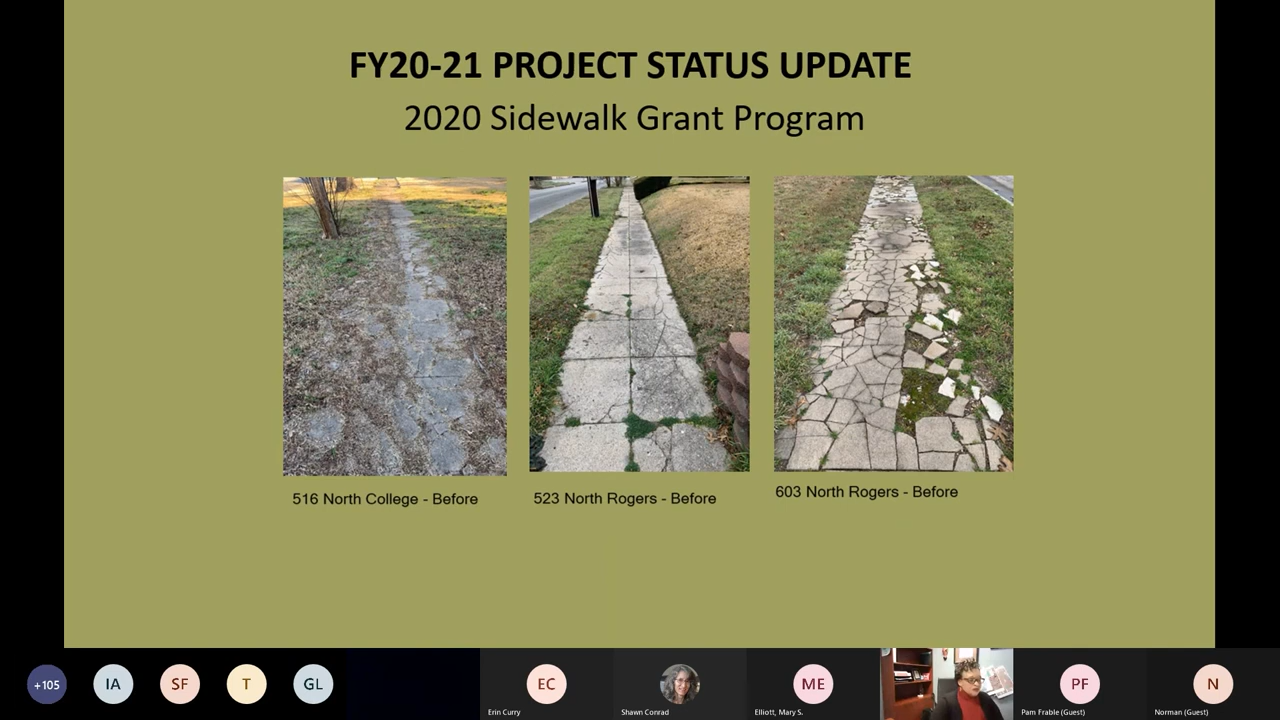 FY20-21 PROJECT STATUS UPDATE
2020 Sidewalk Grant Program
516 North College - Before
523 North Rogers - Before
603 North Rogers - Before
+105
IA
SF
T
GL
EC
ME
PF
N
Erin Curry
Shawn Conrad
Elliott, Mary S.
Pam Frable (Guest)
Norman (Guest)